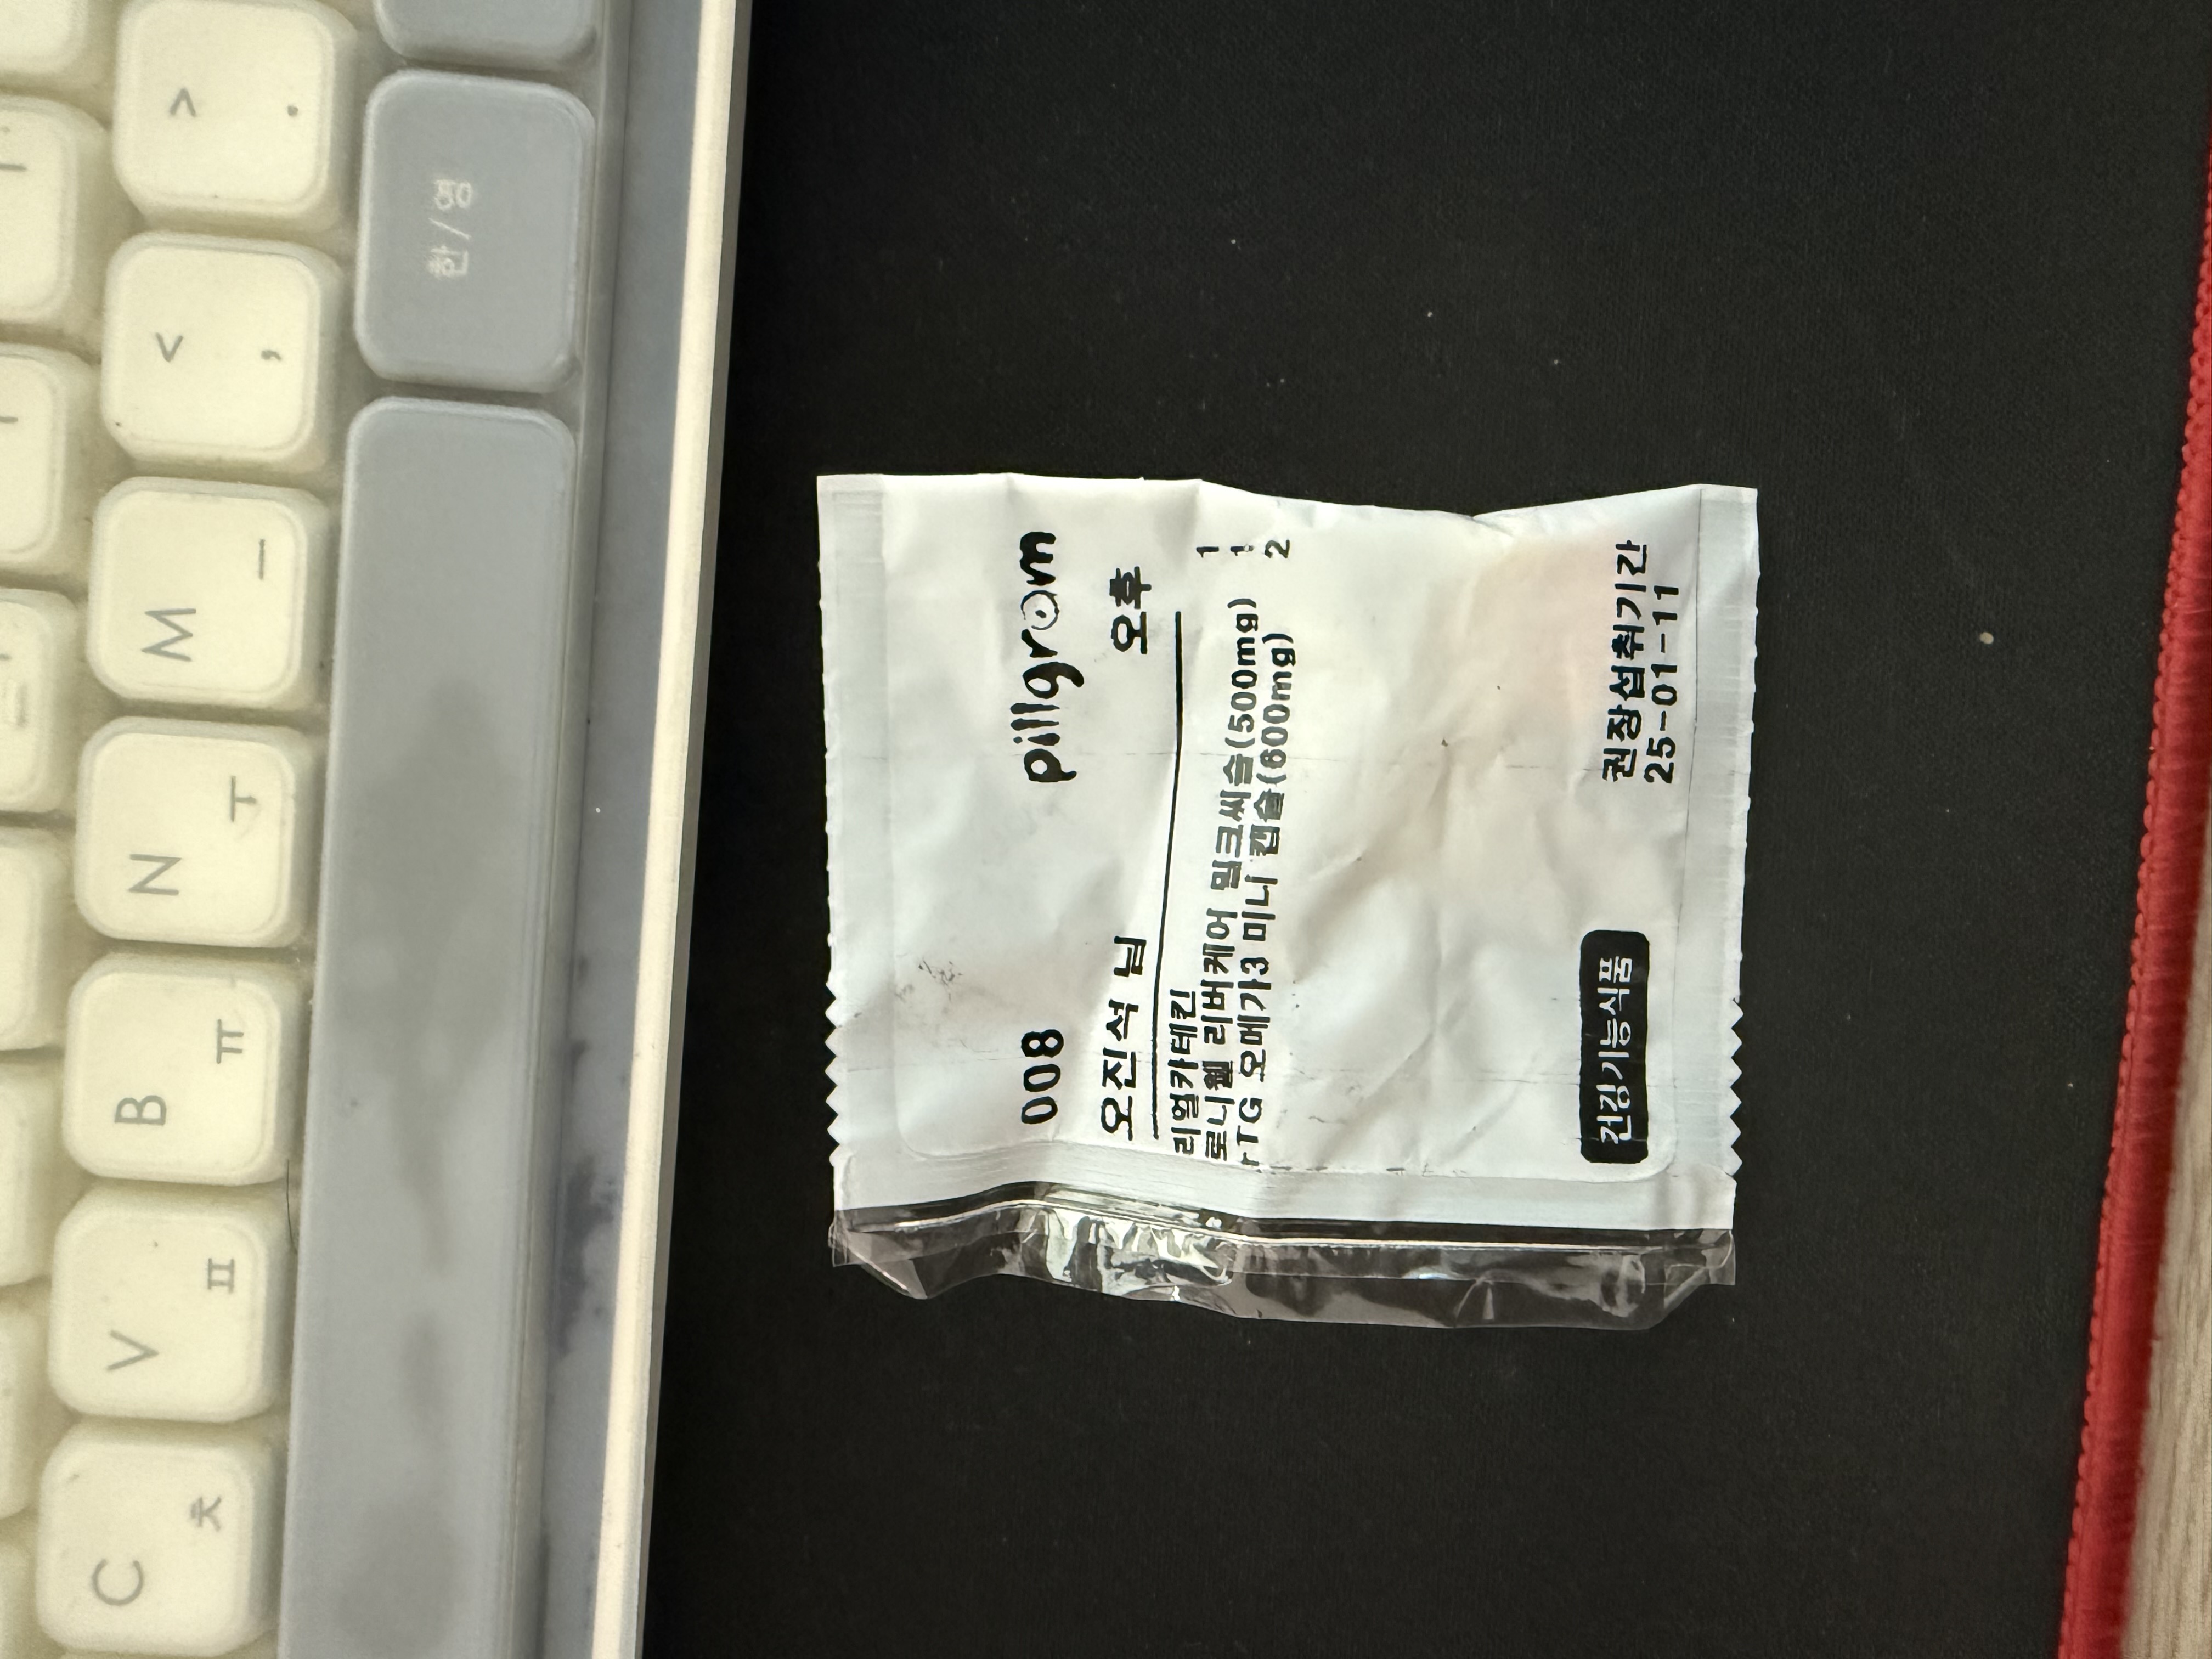 008 pillgram
오진석 님 오후
리얼카테킨 1
로니웰 리버케어 밀크씨슬(500mg) 1
rTG 오메가3 미니 캡슐(600mg) 2
건강기능식품
권장섭취기간
25-01-11
한/영
> .
< ,
M ㅡ
N ㅜ
B ㅠ
V ㅍ
C ㅊ